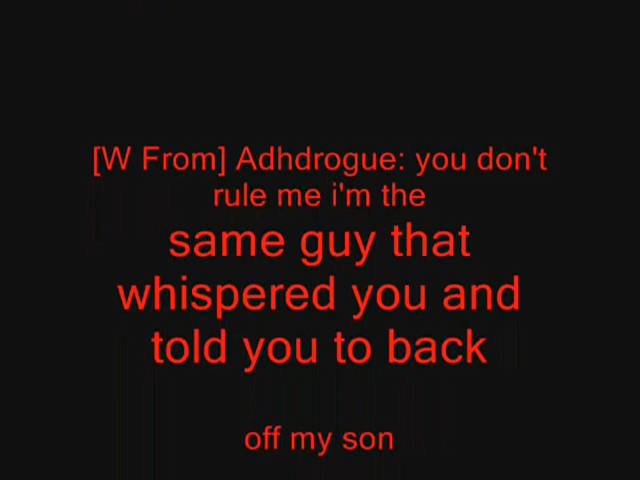 [W From] Adhdrogue: you don't
rule me i'm the
same guy that
whispered you and
told you to back
off my son